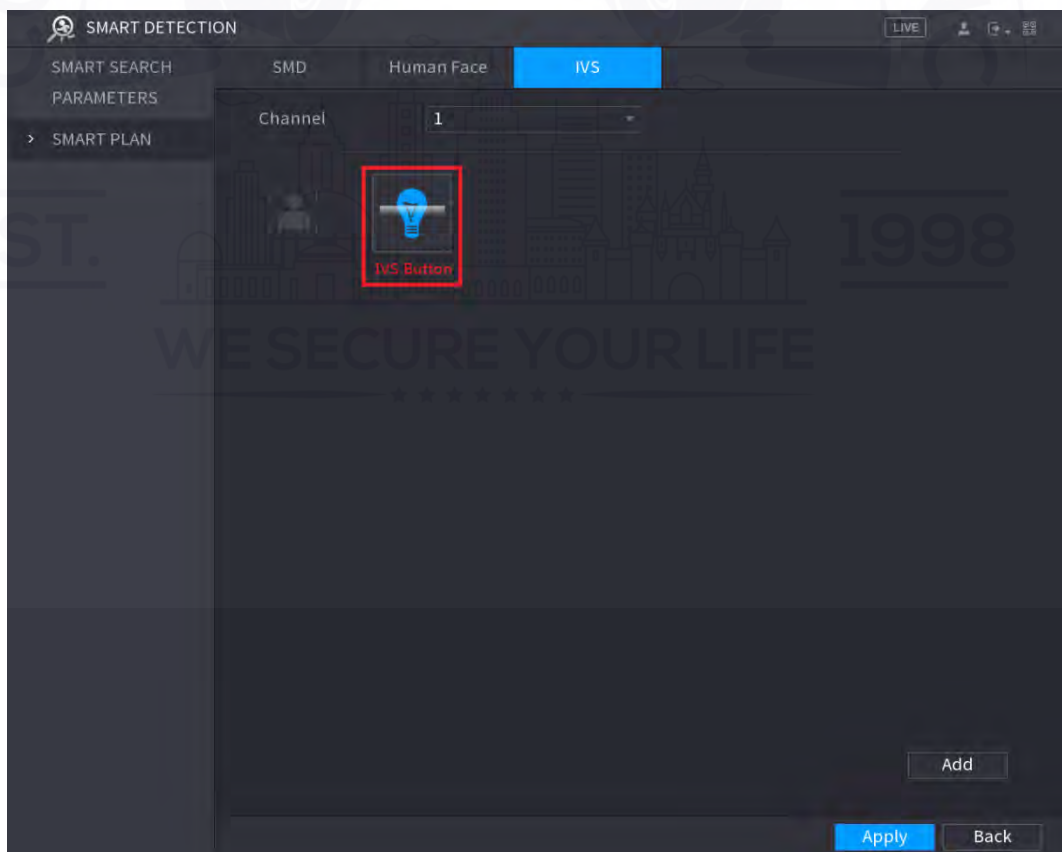 SMART DETECTION
LIVE
SMART SEARCH
SMD
Human Face
IVS
PARAMETERS
Channel
1
> SMART PLAN
IVS Button
ST.
1998
WE SECURE YOUR LIFE
Add
Apply
Back